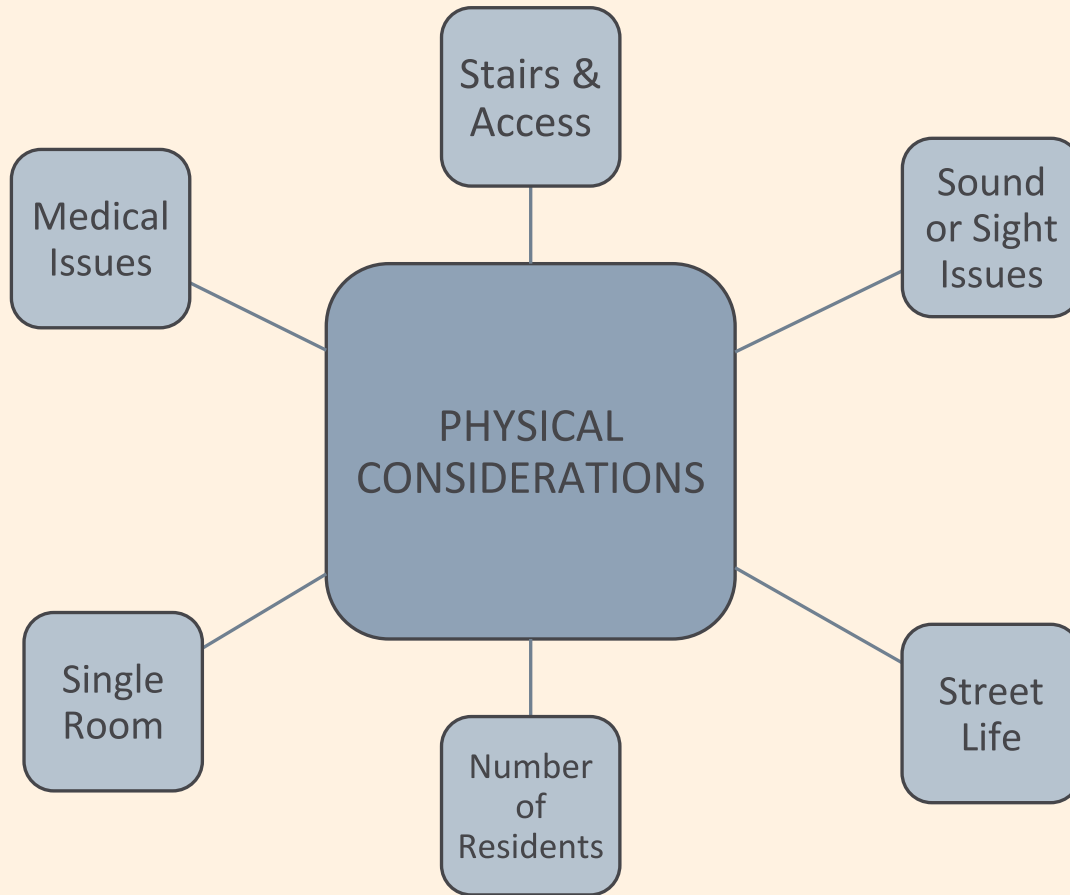 Stairs &
Access
Medical
Issues
Sound
or Sight
Issues
PHYSICAL
CONSIDERATIONS
Single
Room
Street
Life
Number
of
Residents